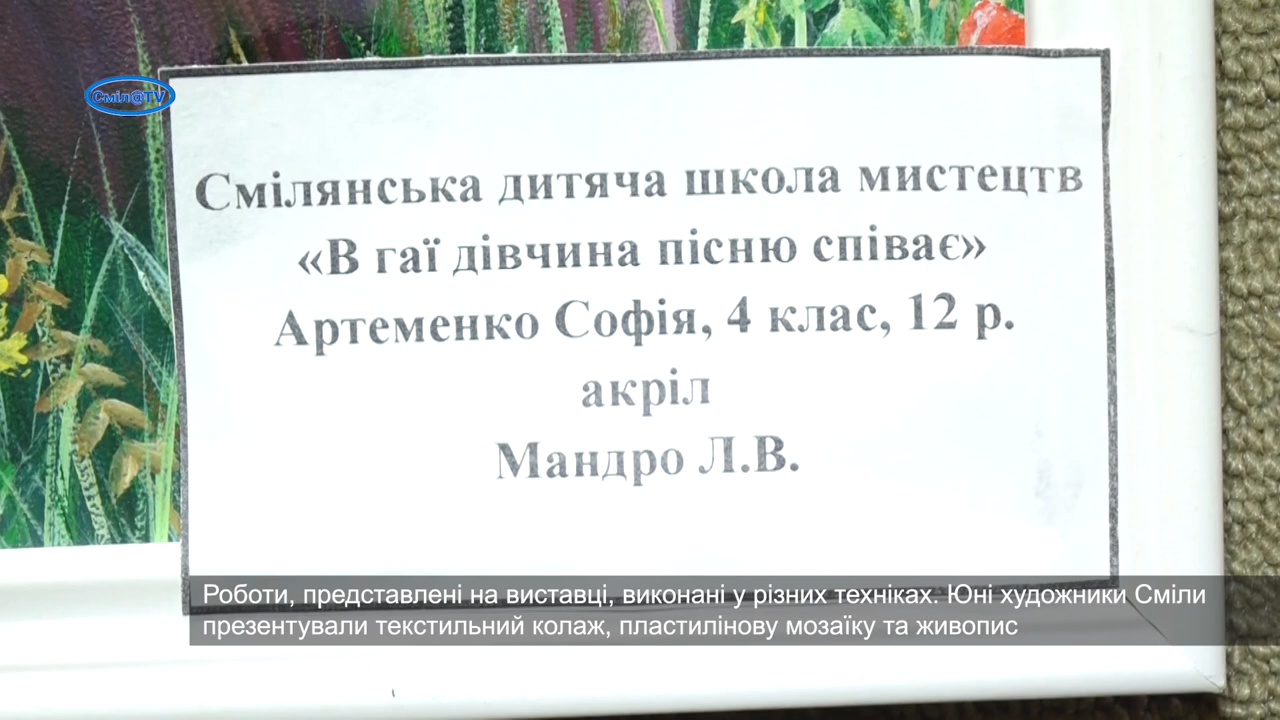 Сміл@TV
Смілянська дитяча школа мистецтв
«В гаї дівчина пісню співає»
Артеменко Софія, 4 клас, 12 р.
акріл
Мандро Л.В.
Роботи, представлені на виставці, виконані у різних техніках. Юні художники Сміли
презентували текстильний колаж, пластилінову мозаїку та живопис